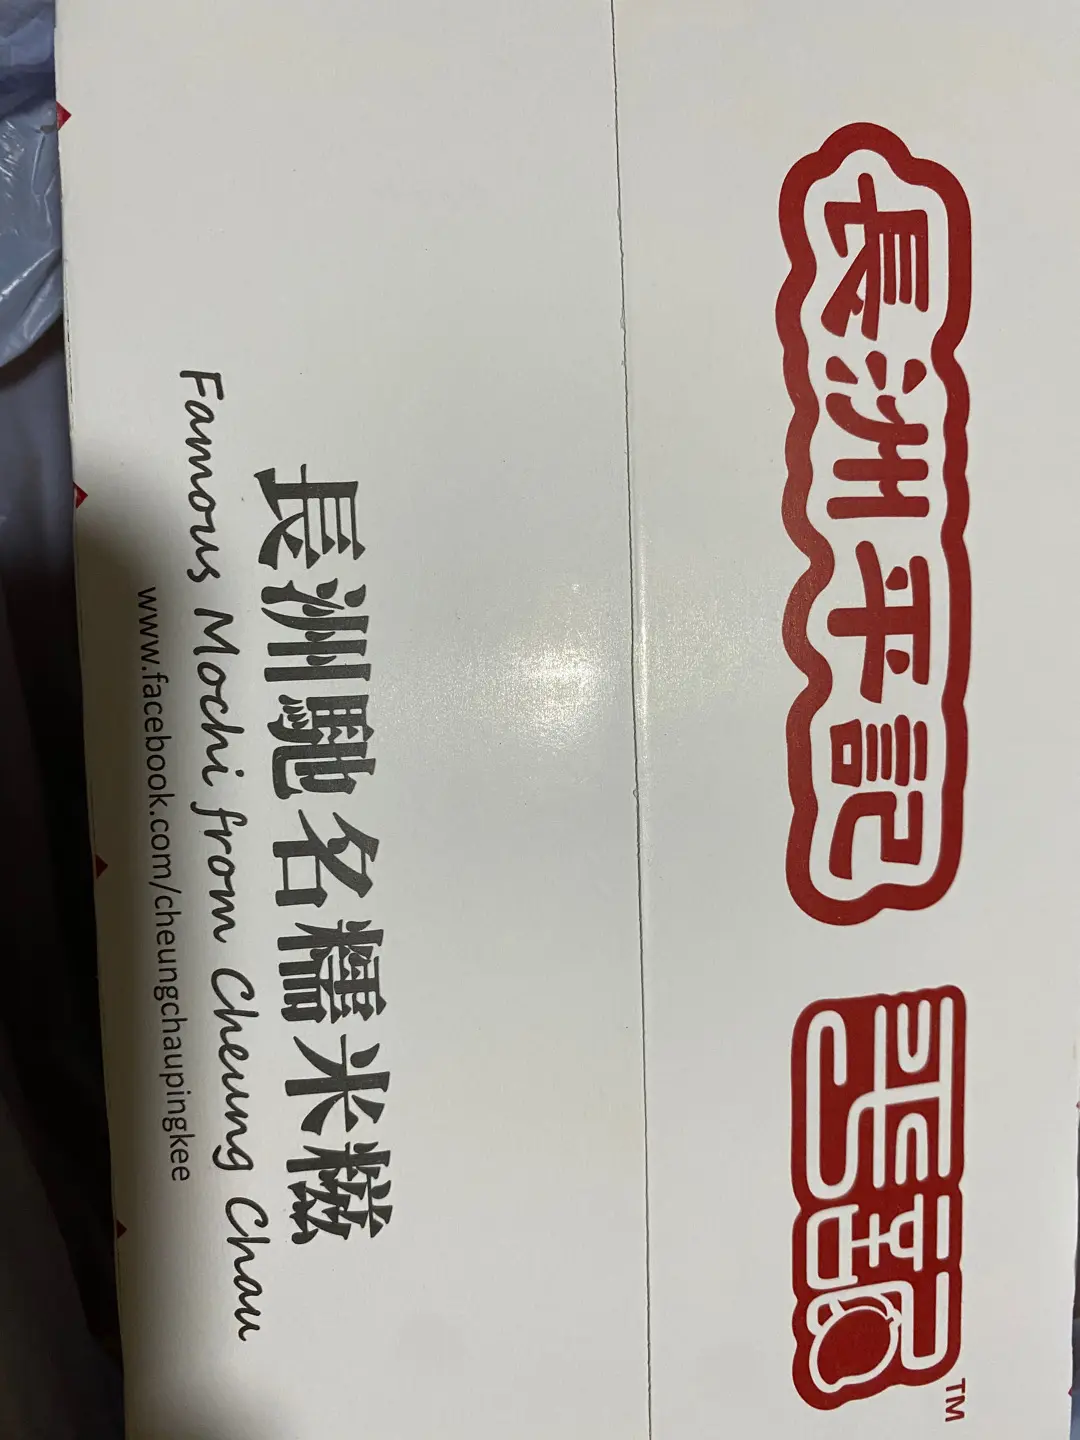 長洲平記
平記
TM
長洲馳名糯米糍
Famous Mochi from Cheung Chau
www.facebook.com/cheungchaupingkee